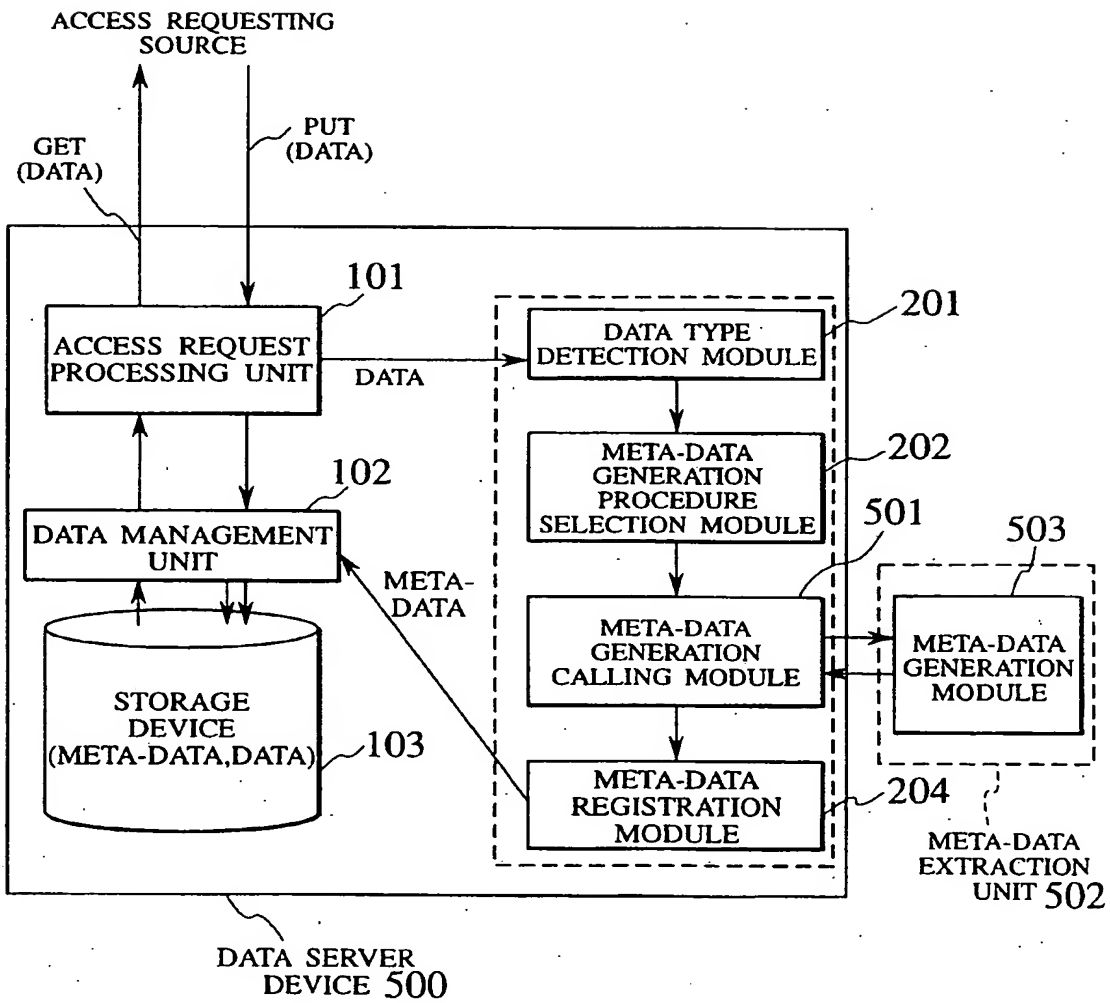 ACCESS REQUESTING
SOURCE
GET
(DATA)
PUT
(DATA)
101
ACCESS REQUEST
PROCESSING UNIT
DATA
201
DATA TYPE
DETECTION MODULE
202
META-DATA
GENERATION
PROCEDURE
SELECTION MODULE
102
DATA MANAGEMENT
UNIT
META-
DATA
501
META-DATA
GENERATION
CALLING MODULE
503
META-DATA
GENERATION
MODULE
STORAGE
DEVICE
(META-DATA,DATA)
103
META-DATA
REGISTRATION
MODULE
204
META-DATA
EXTRACTION
UNIT 502
DATA SERVER
DEVICE 500